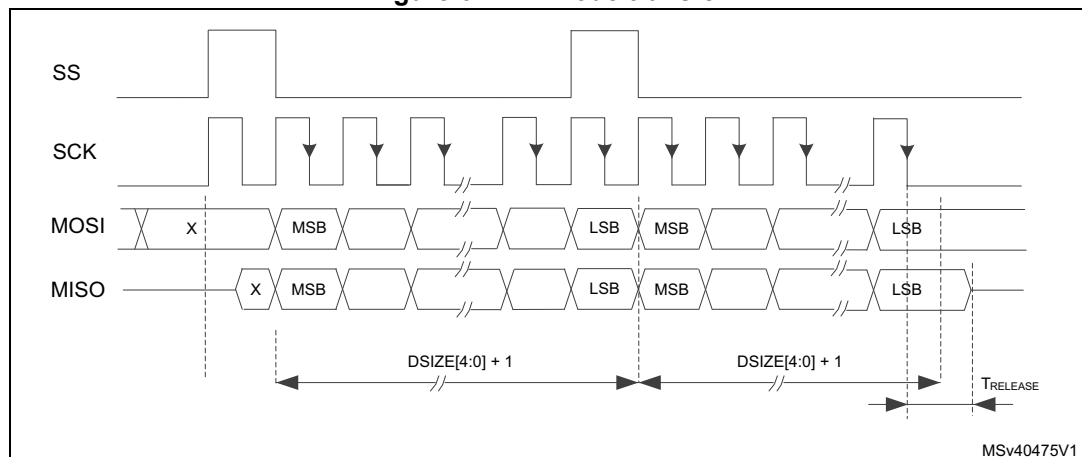 SS
SCK
MOSI X MSB LSB MSB LSB
MISO X MSB LSB MSB LSB
DSIZE[4:0] + 1 DSIZE[4:0] + 1
TRELEASE
MSv40475V1